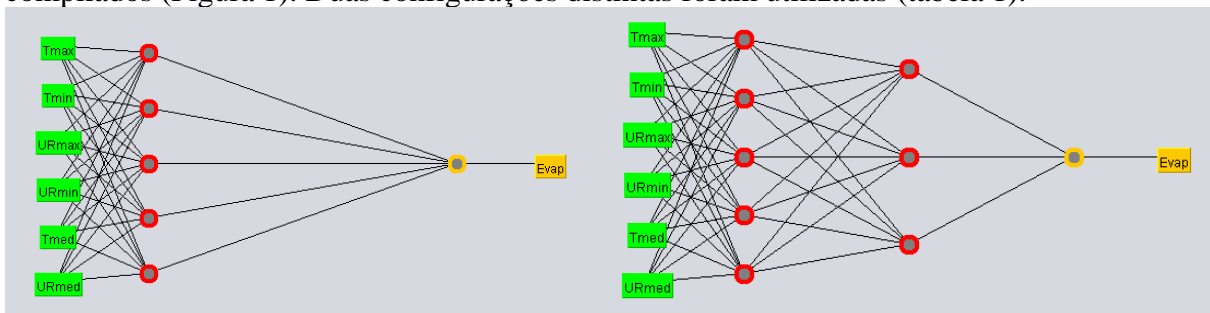 compilados (Figura 1). Duas configurações distintas foram utilizadas (tabela 1).
Tmax
Tmin
URmax
URmin
Tmed
URmed
Evap
Tmax
Tmin
URmax
URmin
Tmed
URmed
Evap